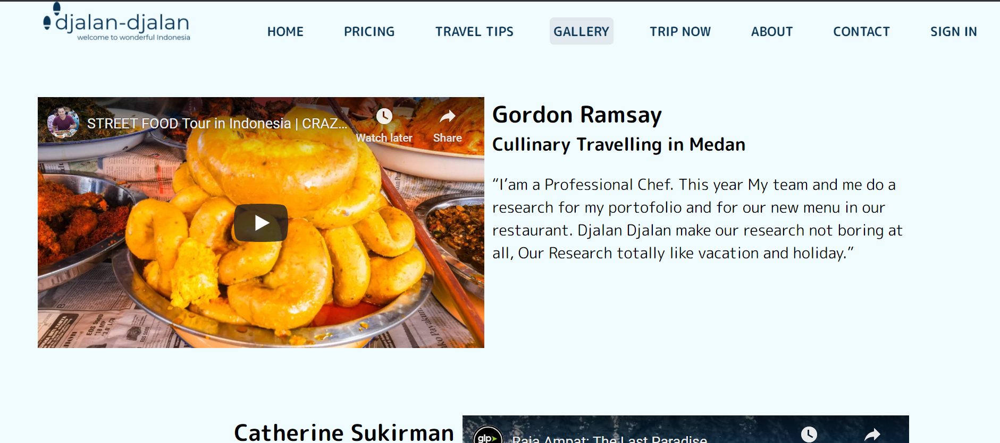 djalan-djalan
welcome to wonderful Indonesia
HOME PRICING TRAVEL TIPS GALLERY TRIP NOW ABOUT CONTACT SIGN IN
STREET FOOD Tour in Indonesia | CRAZ...
Watch later Share
EOS 500D
Gordon Ramsay
Cullinary Travelling in Medan
“I’am a Professional Chef. This year My team and me do a
research for my portofolio and for our new menu in our
restaurant. Djalan Djalan make our research not boring at
all, Our Research totally like vacation and holiday.”
Catherine Sukirman
glp
Raja Ampat: The Last Paradise